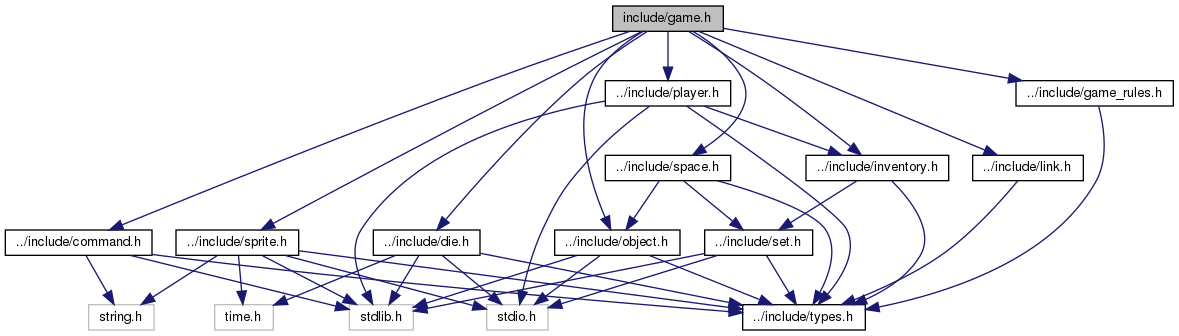 include/game.h
../include/player.h
../include/game_rules.h
../include/space.h
../include/inventory.h
../include/link.h
../include/command.h
../include/sprite.h
../include/die.h
../include/object.h
../include/set.h
string.h
time.h
stdlib.h
stdio.h
../include/types.h